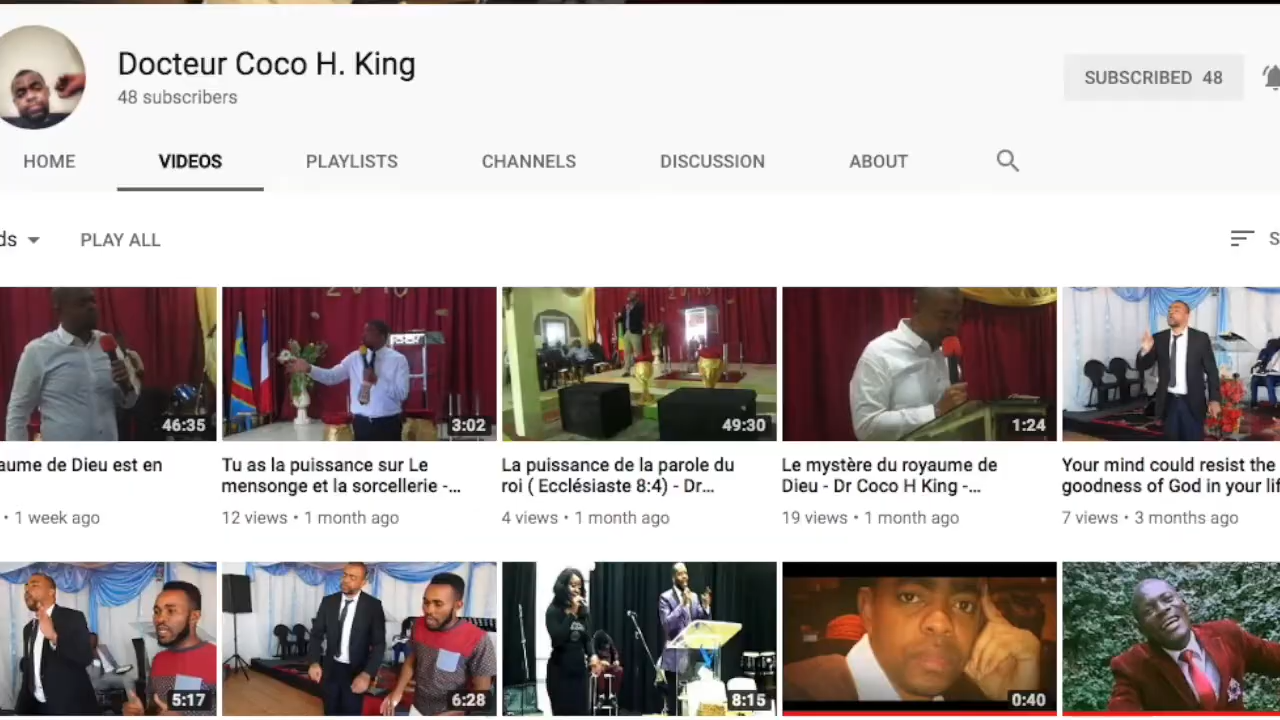 Docteur Coco H. King
48 subscribers
SUBSCRIBED 48
HOME VIDEOS PLAYLISTS CHANNELS DISCUSSION ABOUT
ds PLAY ALL S
46:35 3:02 49:30 1:24
aume de Dieu est en
• 1 week ago
Tu as la puissance sur Le
mensonge et la sorcellerie -...
12 views • 1 month ago
La puissance de la parole du
roi ( Ecclésiaste 8:4) - Dr...
4 views • 1 month ago
Le mystère du royaume de
Dieu - Dr Coco H King -...
19 views • 1 month ago
Your mind could resist the
goodness of God in your lif
7 views • 3 months ago
5:17 6:28 8:15 0:40